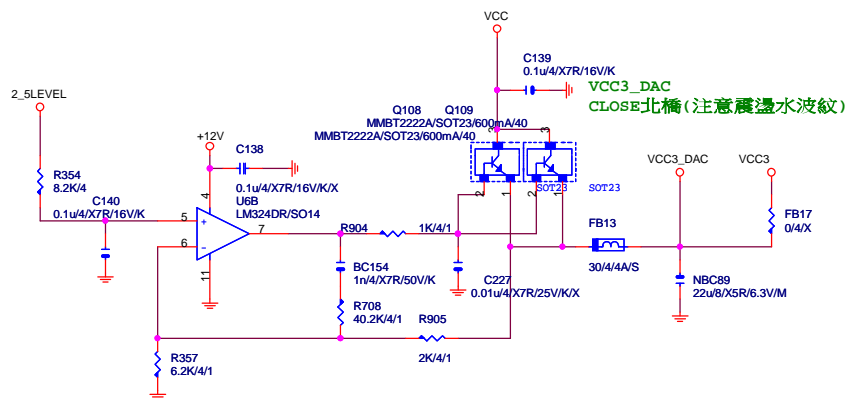 VCC
C139
0.1u/4/X7R/16V/K
VCC3_DAC
CLOSE北橋(注意震盪水波紋)
2_5LEVEL
Q108
Q109
MMBT2222A/SOT23/600mA/40
MMBT2222A/SOT23/600mA/40
+12V
C138
0.1u/4/X7R/16V/K/X
U6B
LM324DR/SO14
3
3
VCC3_DAC
VCC3
R354
8.2K/4
C140
0.1u/4/X7R/16V/K
4
2
1
2
1
SOT23
SOT23
5
+
6
-
7
11
R904
1K/4/1
FB13
30/4/4A/S
FB17
0/4/X
BC154
1n/4/X7R/50V/K
C227
0.01u/4/X7R/25V/K/X
NBC89
22u/8/X5R/6.3V/M
R708
40.2K/4/1
R905
2K/4/1
R357
6.2K/4/1